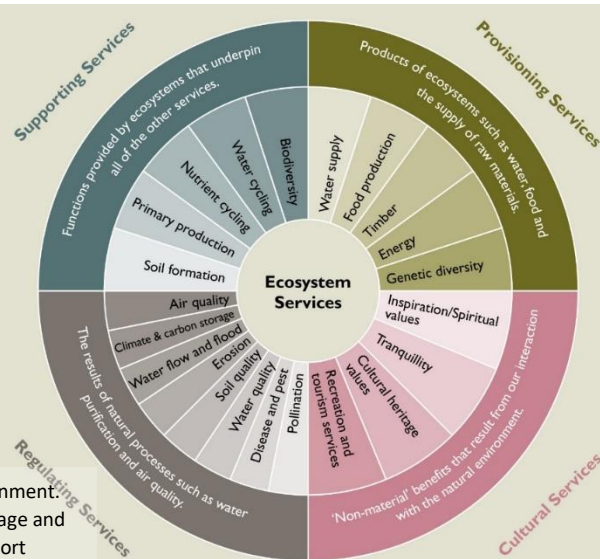 Supporting Services
Functions provided by ecosystems that underpin
all of the other services.
Biodiversity
Water cycling
Nutrient cycling
Primary production
Soil formation
Provisioning Services
Products of ecosystems such as water, food and
the supply of raw materials.
Water supply
Food production
Timber
Energy
Genetic diversity
Ecosystem
Services
Regulating Services
The results of natural processes such as water
purification and air quality.
Air quality
Climate & carbon storage
Water flow and flood
Erosion
Soil quality
Water quality
Disease and pest
Pollination
Cultural Services
'Non-material' benefits that result from our interaction
with the natural environment.
Inspiration/Spiritual
values
Tranquillity
Cultural heritage
values
Recreation and
tourism services
nment.
age and
ort